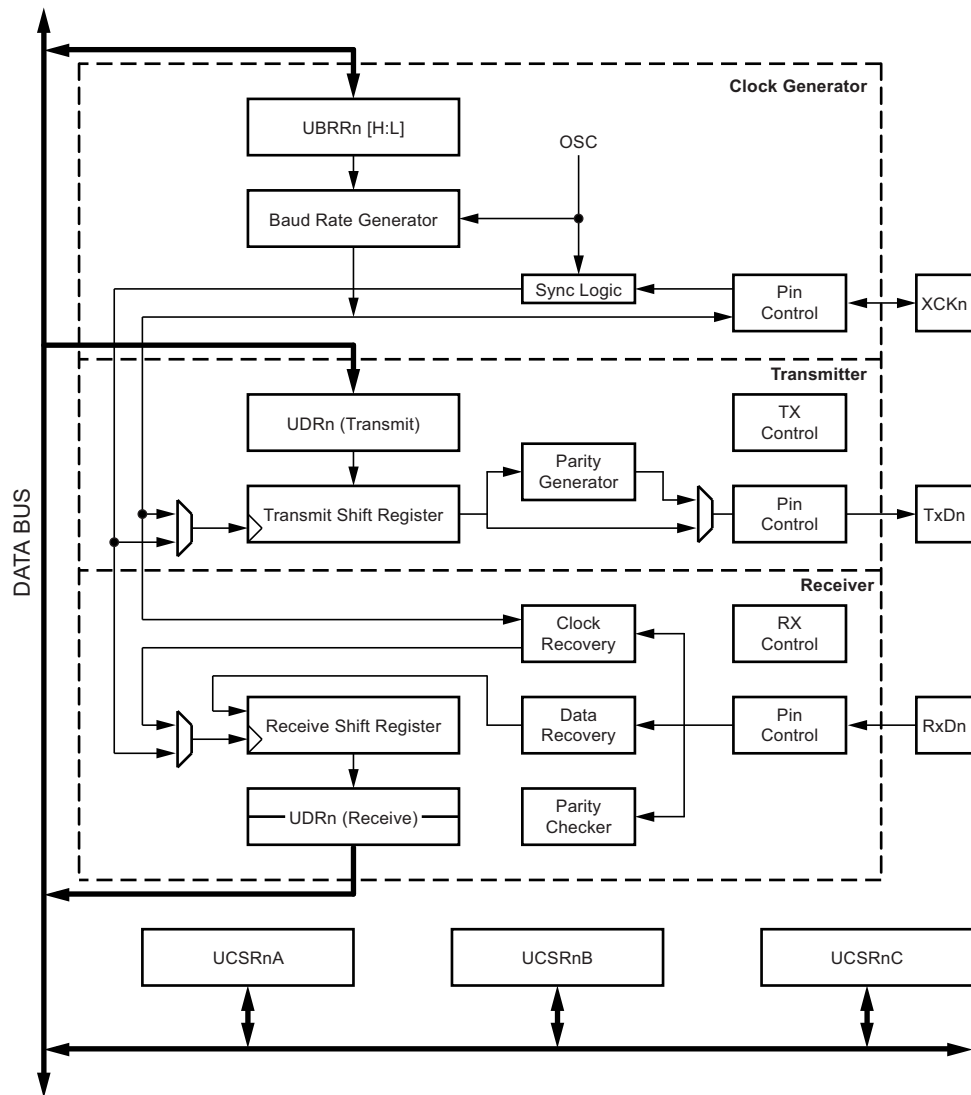 Clock Generator
UBRRn [H:L]
OSC
Baud Rate Generator
Sync Logic
Pin
Control
XCKn
Transmitter
UDRn (Transmit)
TX
Control
Parity
Generator
Transmit Shift Register
Pin
Control
TxDn
DATA BUS
Receiver
Clock
Recovery
RX
Control
Receive Shift Register
Data
Recovery
Pin
Control
RxDn
UDRn (Receive)
Parity
Checker
UCSRnA
UCSRnB
UCSRnC